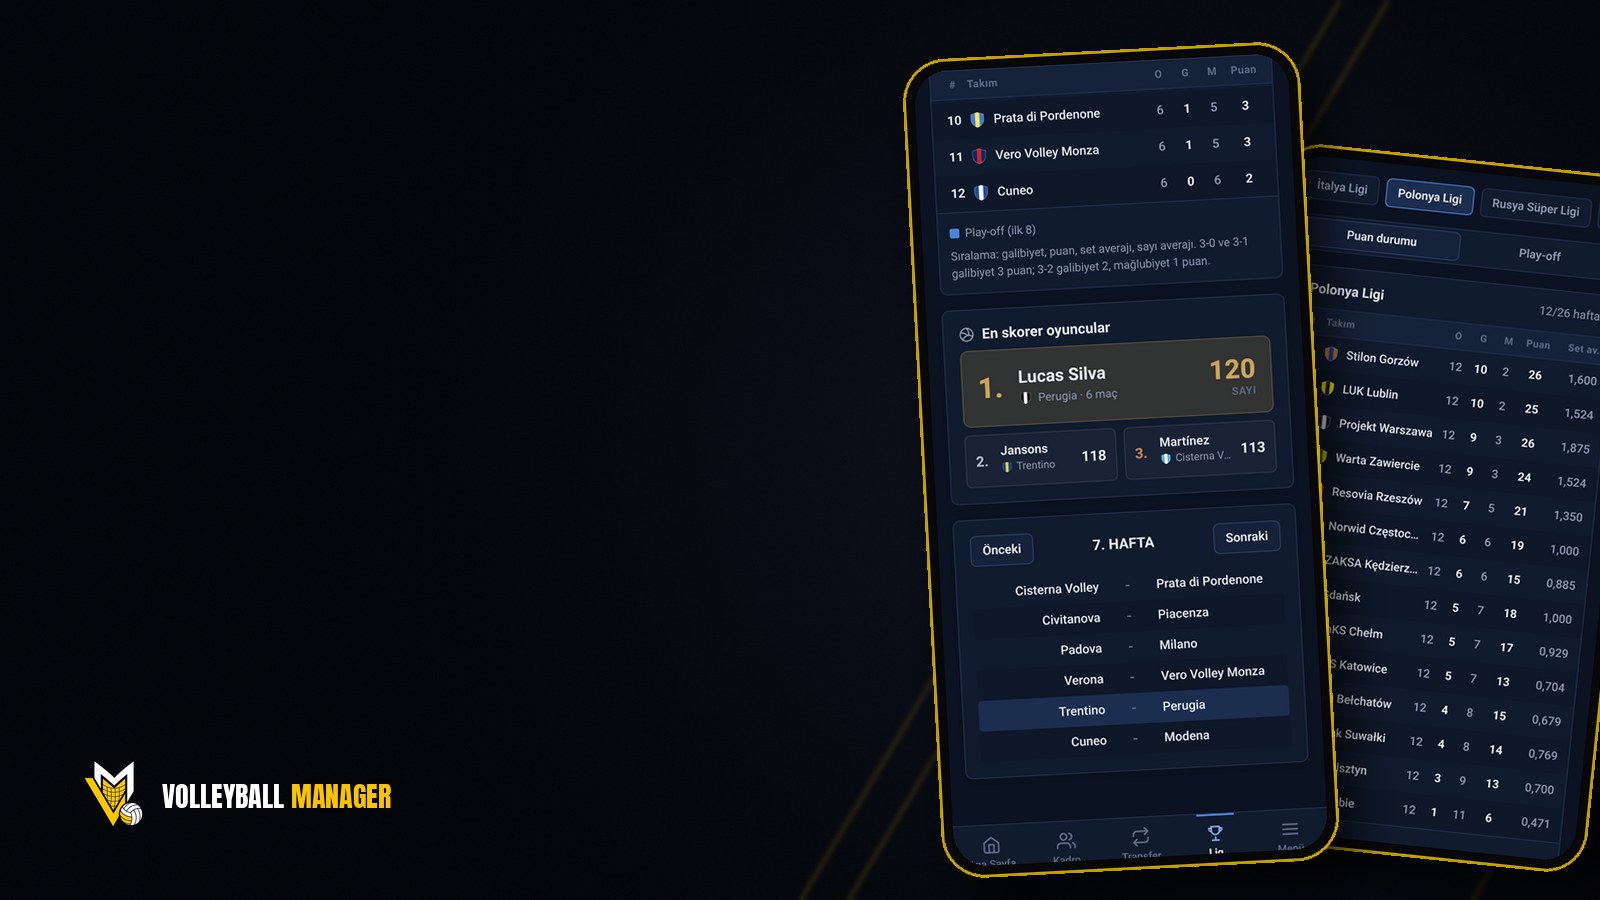 # Takım O G M Puan
10 Prata di Pordenone 6 1 5 3
11 Vero Volley Monza 6 1 5 3
12 Cuneo 6 0 6 2
Play-off (ilk 8)
Sıralama: galibiyet, puan, set averajı, sayı averajı. 3-0 ve 3-1
galibiyet 3 puan; 3-2 galibiyet 2, mağlubiyet 1 puan.
En skorer oyuncular
1. Lucas Silva 120
Perugia · 6 maç SAYI
2. Jansons 118
Trentino
3. Martínez 113
Cisterna V...
Önceki 7. HAFTA Sonraki
Cisterna Volley - Prata di Pordenone
Civitanova - Piacenza
Padova - Milano
Verona - Vero Volley Monza
Trentino - Perugia
Cuneo - Modena
Kadro Transfer Lig Menü
İtalya Ligi Polonya Ligi Rusya Süper Ligi
Puan durumu Play-off
Polonya Ligi 12/26 hafta
Takım O G M Puan Set av.
Stilon Gorzów 12 10 2 26 1,600
LUK Lublin 12 10 2 25 1,524
Projekt Warszawa 12 9 3 26 1,875
Warta Zawiercie 12 9 3 24 1,524
Resovia Rzeszów 12 7 5 21 1,350
Norwid Częstoc... 12 6 6 19 1,000
ZAKSA Kędzierz... 12 6 6 15 0,885
Gdańsk 12 5 7 18 1,000
Chełm 12 5 7 17 0,929
Katowice 12 5 7 13 0,704
Bełchatów 12 4 8 15 0,679
Suwałki 12 4 8 14 0,769
12 3 9 13 0,700
12 1 11 6 0,471
VOLLEYBALL MANAGER